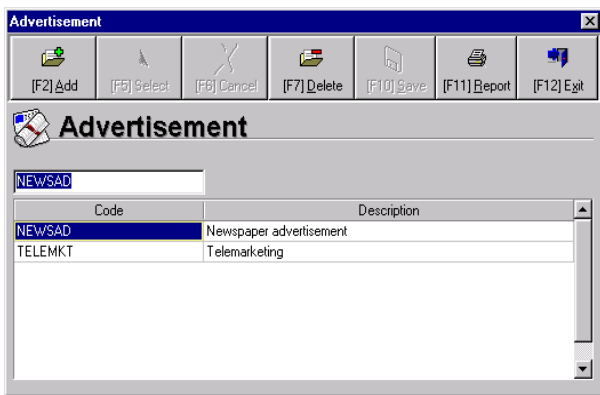 Advertisement
[F2] Add [F5] Select [F6] Cancel [F7] Delete [F10] Save [F11] Report [F12] Exit
Advertisement
NEWSAD
Code Description
NEWSAD Newspaper advertisement
TELEMKT Telemarketing